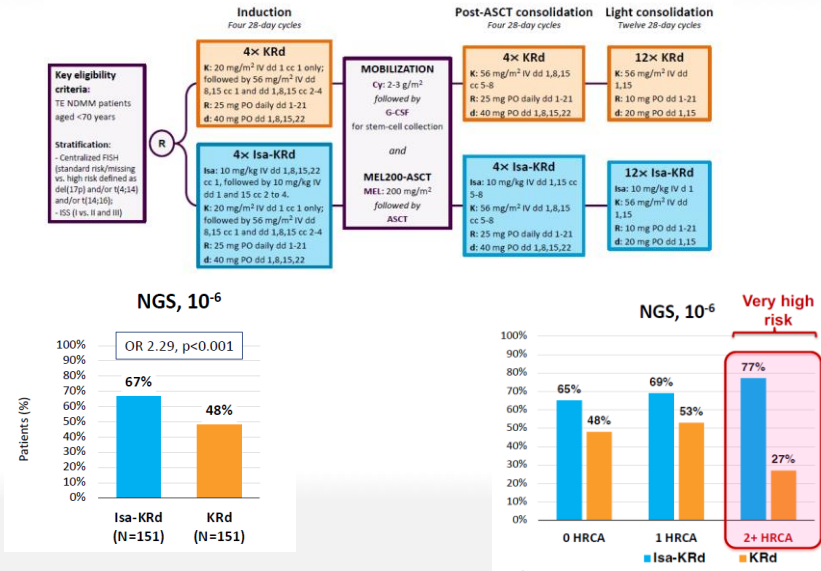 Induction
Four 28-day cycles
Post-ASCT consolidation
Four 28-day cycles
Light consolidation
Twelve 28-day cycles
Key eligibility
criteria:
TE NDMM patients
aged <70 years
Stratification:
- Centralized FISH
(standard risk/missing
vs. high risk defined as
del(17p) and/or t(4;14)
and/or t(14;16);
- ISS (I vs. II and III)
R
4× KRd
K: 20 mg/m² IV dd 1 cc 1 only;
followed by 56 mg/m² IV dd
8,15 cc 1 and dd 1,8,15 cc 2-4
R: 25 mg PO daily dd 1-21
d: 40 mg PO dd 1,8,15,22
4× Isa-KRd
Isa: 10 mg/kg IV dd 1,8,15,22
cc 1, followed by 10 mg/kg IV
dd 1 and 15 cc 2 to 4.
K: 20 mg/m² IV dd 1 cc 1 only;
followed by 56 mg/m² IV dd
8,15 cc 1 and dd 1,8,15 cc 2-4
R: 25 mg PO daily dd 1-21
d: 40 mg PO dd 1,8,15,22
MOBILIZATION
Cy: 2-3 g/m²
followed by
G-CSF
for stem-cell collection
and
MEL200-ASCT
MEL: 200 mg/m²
followed by
ASCT
4× KRd
K: 56 mg/m² IV dd 1,8,15
cc 5-8
R: 25 mg PO daily dd 1-21
d: 40 mg PO dd 1,8,15,22
4× Isa-KRd
Isa: 10 mg/kg IV dd 1,15 cc
5-8
K: 56 mg/m² IV dd 1,8,15
cc 5-8
R: 25 mg PO daily dd 1-21
d: 40 mg PO dd 1,8,15,22
12× KRd
K: 56 mg/m² IV dd
1,15
R: 10 mg PO dd 1-21
d: 20 mg PO dd 1,15
12× Isa-KRd
Isa: 10 mg/kg IV d 1
K: 56 mg/m² IV dd
1,15
R: 10 mg PO dd 1-21
d: 20 mg PO dd 1,15
NGS, 10⁻⁶
OR 2.29, p<0.001
Patients (%)
100%
90%
80%
70%
60%
50%
40%
30%
20%
10%
0%
67%
48%
Isa-KRd
(N=151)
KRd
(N=151)
NGS, 10⁻⁶
Very high
risk
100%
90%
80%
70%
60%
50%
40%
30%
20%
10%
0%
65%
48%
69%
53%
77%
27%
0 HRCA
1 HRCA
2+ HRCA
Isa-KRd
KRd